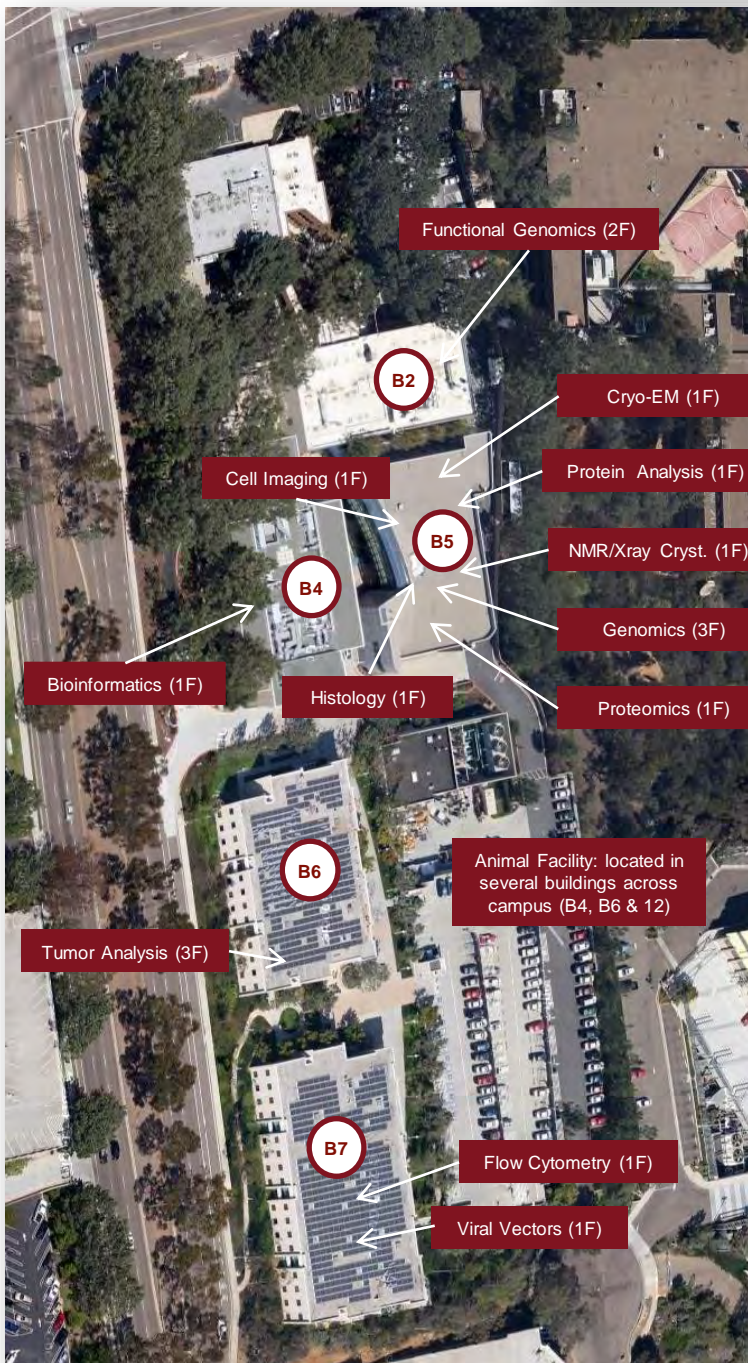 Functional Genomics (2F)
B2
Cryo-EM (1F)
Cell Imaging (1F)
Protein Analysis (1F)
B5
NMR/Xray Cryst. (1F)
B4
Genomics (3F)
Bioinformatics (1F)
Histology (1F)
Proteomics (1F)
B6
Animal Facility: located in
several buildings across
campus (B4, B6 & 12)
Tumor Analysis (3F)
B7
Flow Cytometry (1F)
Viral Vectors (1F)